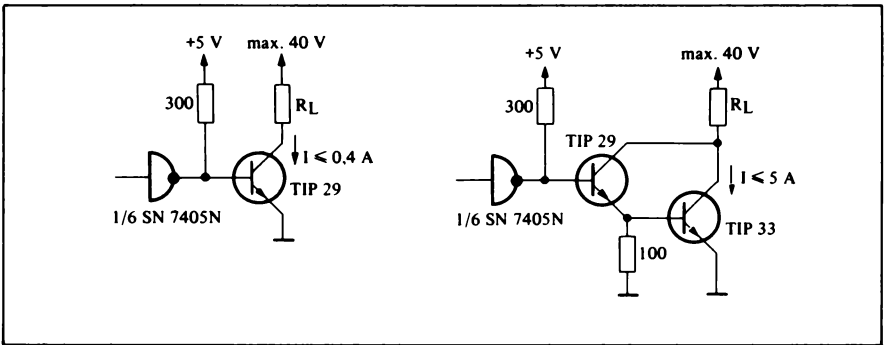 +5 V
max. 40 V
300
R_L
I ≤ 0,4 A
TIP 29
1/6 SN 7405N
+5 V
max. 40 V
300
R_L
TIP 29
I ≤ 5 A
1/6 SN 7405N
TIP 33
100